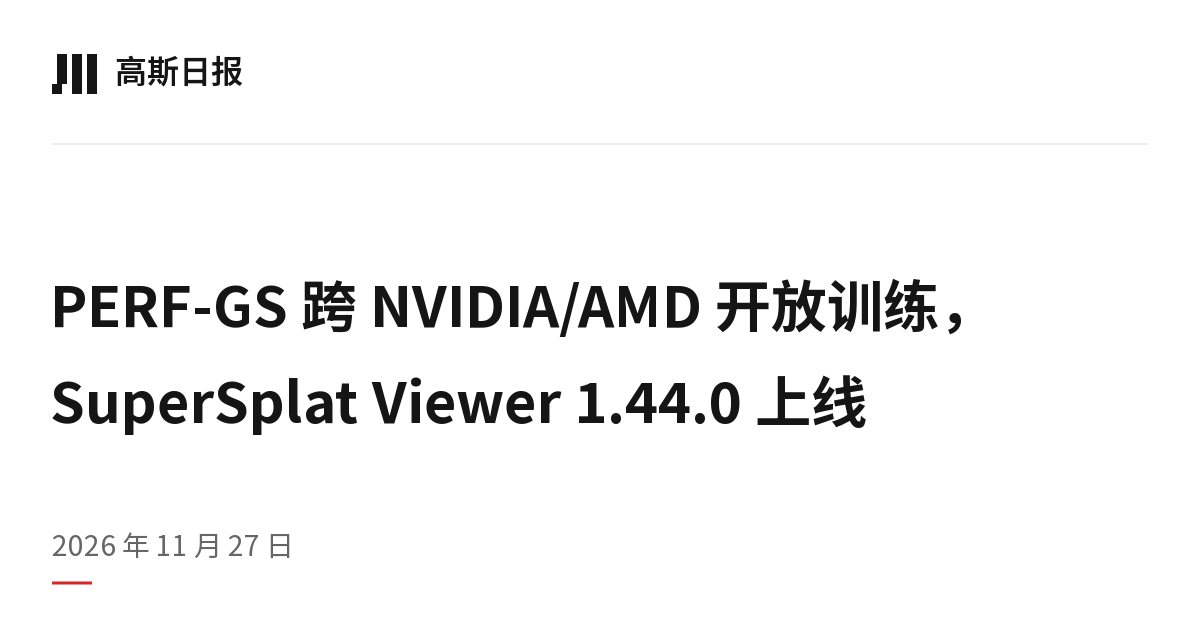 高斯日报
PERF-GS 跨 NVIDIA/AMD 开放训练，
SuperSplat Viewer 1.44.0 上线
2026 年 11 月 27 日